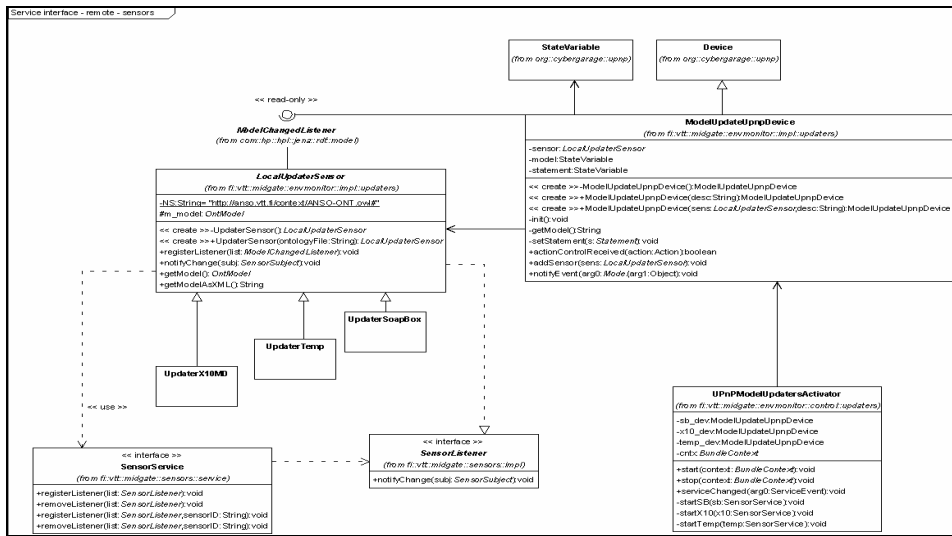 Service interface - remote - sensors
StateVariable
(from org::cybergarage::upnp)
Device
(from org::cybergarage::upnp)
<< read-only >>
ModelChangedListener
(from com::hp::hpl::jena::rdf::model)
ModelUpdateUpnpDevice
(from fi::vtt::midgate::envmonitor::impl::updaters)
-sensor:LocalUpdaterSensor
-model:StateVariable
-statement:StateVariable
<< create >>-ModelUpdateUpnpDevice():ModelUpdateUpnpDevice
<< create >>+ModelUpdateUpnpDevice(desc:String):ModelUpdateUpnpDevice
<< create >>+ModelUpdateUpnpDevice(sens:LocalUpdaterSensor,desc:String):ModelUpdateUpnpDevice
-init():void
-getModel():String
-setStatement(s:Statement):void
+actionControlReceived(action:Action):boolean
+addSensor(sens:LocalUpdaterSensor):void
+notifyEvent(arg0:Model,arg1:Object):void
LocalUpdaterSensor
(from fi::vtt::midgate::envmonitor::impl::updaters)
-NS:String= "http://anso.vtt.fi/context/ANSO-ONT.owl#"
#m_model:OntModel
<< create >>-UpdaterSensor():LocalUpdaterSensor
<< create >>+UpdaterSensor(ontologyFile:String):LocalUpdaterSensor
+registerListener(list:ModelChangedListener):void
+notifyChange(subj:SensorSubject):void
+getModel():OntModel
+getModelAsXML():String
UpdaterSoapBox
UpdaterTemp
UpdaterX10MD
<< use >>
<< interface >>
SensorService
(from fi::vtt::midgate::sensors::service)
+registerListener(list:SensorListener):void
+removeListener(list:SensorListener):void
+registerListener(list:SensorListener,sensorID:String):void
+removeListener(list:SensorListener,sensorID:String):void
<< interface >>
SensorListener
(from fi::vtt::midgate::sensors::impl)
+notifyChange(subj:SensorSubject):void
UPnPModelUpdatersActivator
(from fi::vtt::midgate::envmonitor::control::updaters)
-sb_dev:ModelUpdateUpnpDevice
-x10_dev:ModelUpdateUpnpDevice
-temp_dev:ModelUpdateUpnpDevice
-cntx:BundleContext
+start(context:BundleContext):void
+stop(context:BundleContext):void
+serviceChanged(arg0:ServiceEvent):void
-startSB(sb:SensorService):void
-startX10(x10:SensorService):void
-startTemp(temp:SensorService):void